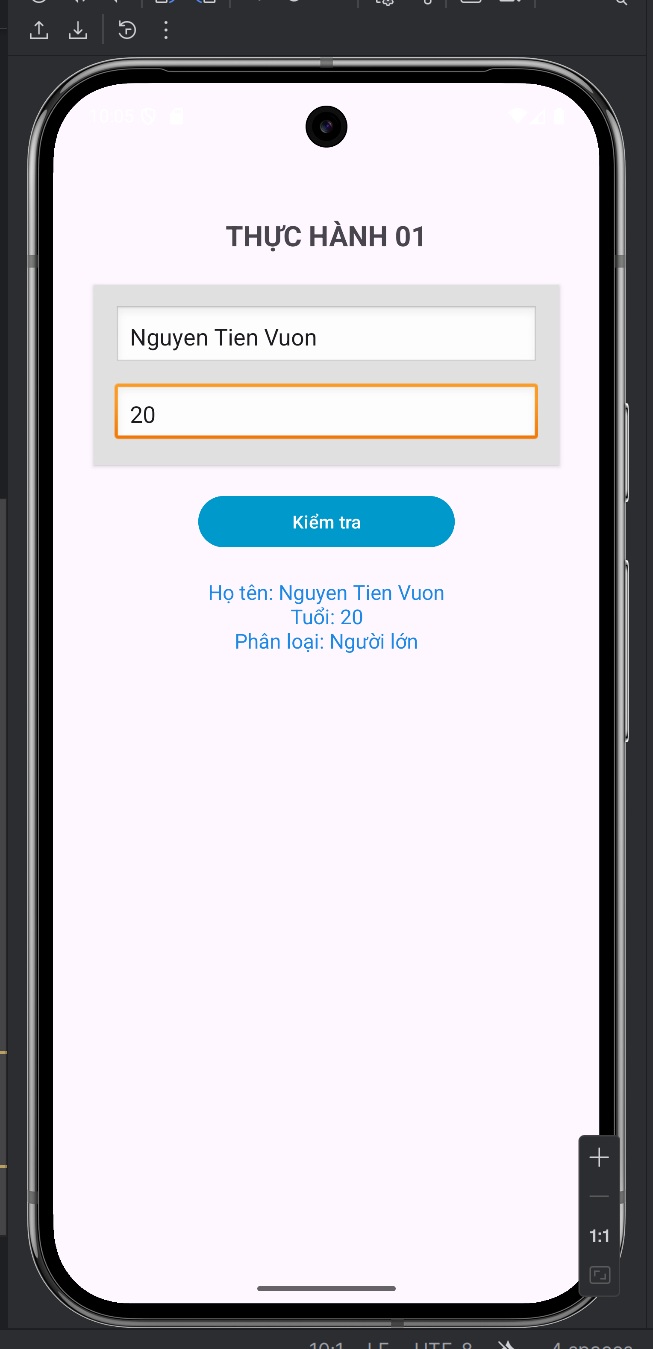 THỰC HÀNH 01
Nguyen Tien Vuon
20
Kiểm tra
Họ tên: Nguyen Tien Vuon
Tuổi: 20
Phân loại: Người lớn
1:1